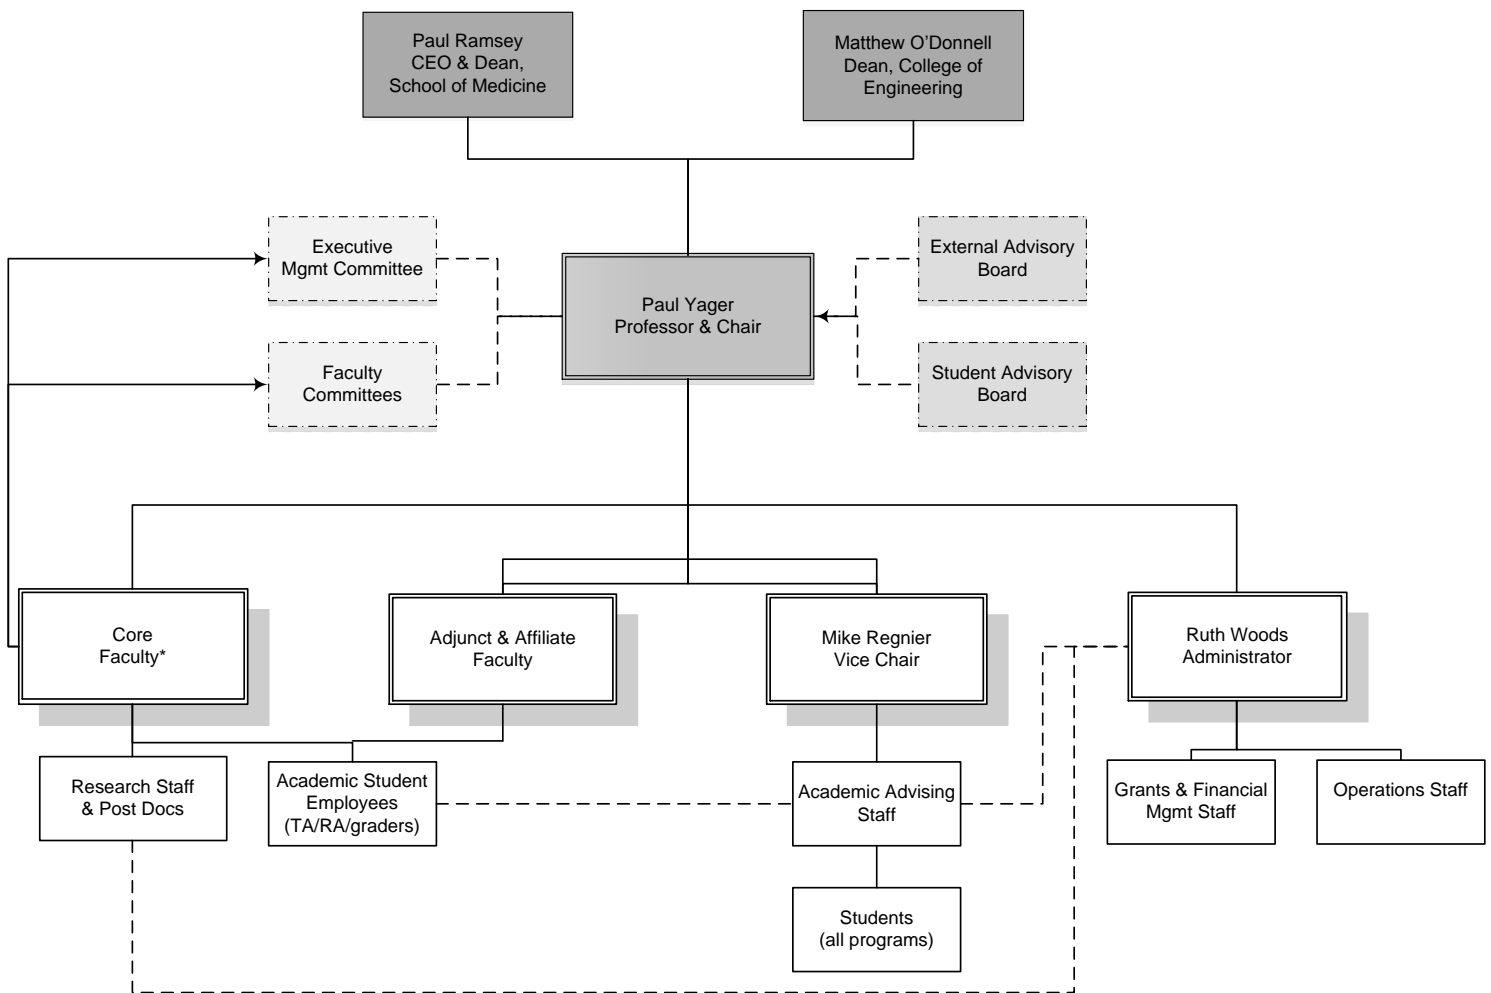 Paul Ramsey
CEO & Dean,
School of Medicine
Matthew O'Donnell
Dean, College of
Engineering
Executive
Mgmt Committee
Paul Yager
Professor & Chair
External Advisory
Board
Faculty
Committees
Student Advisory
Board
Core
Faculty*
Adjunct & Affiliate
Faculty
Mike Regnier
Vice Chair
Ruth Woods
Administrator
Research Staff
& Post Docs
Academic Student
Employees
(TA/RA/graders)
Academic Advising
Staff
Grants & Financial
Mgmt Staff
Operations Staff
Students
(all programs)